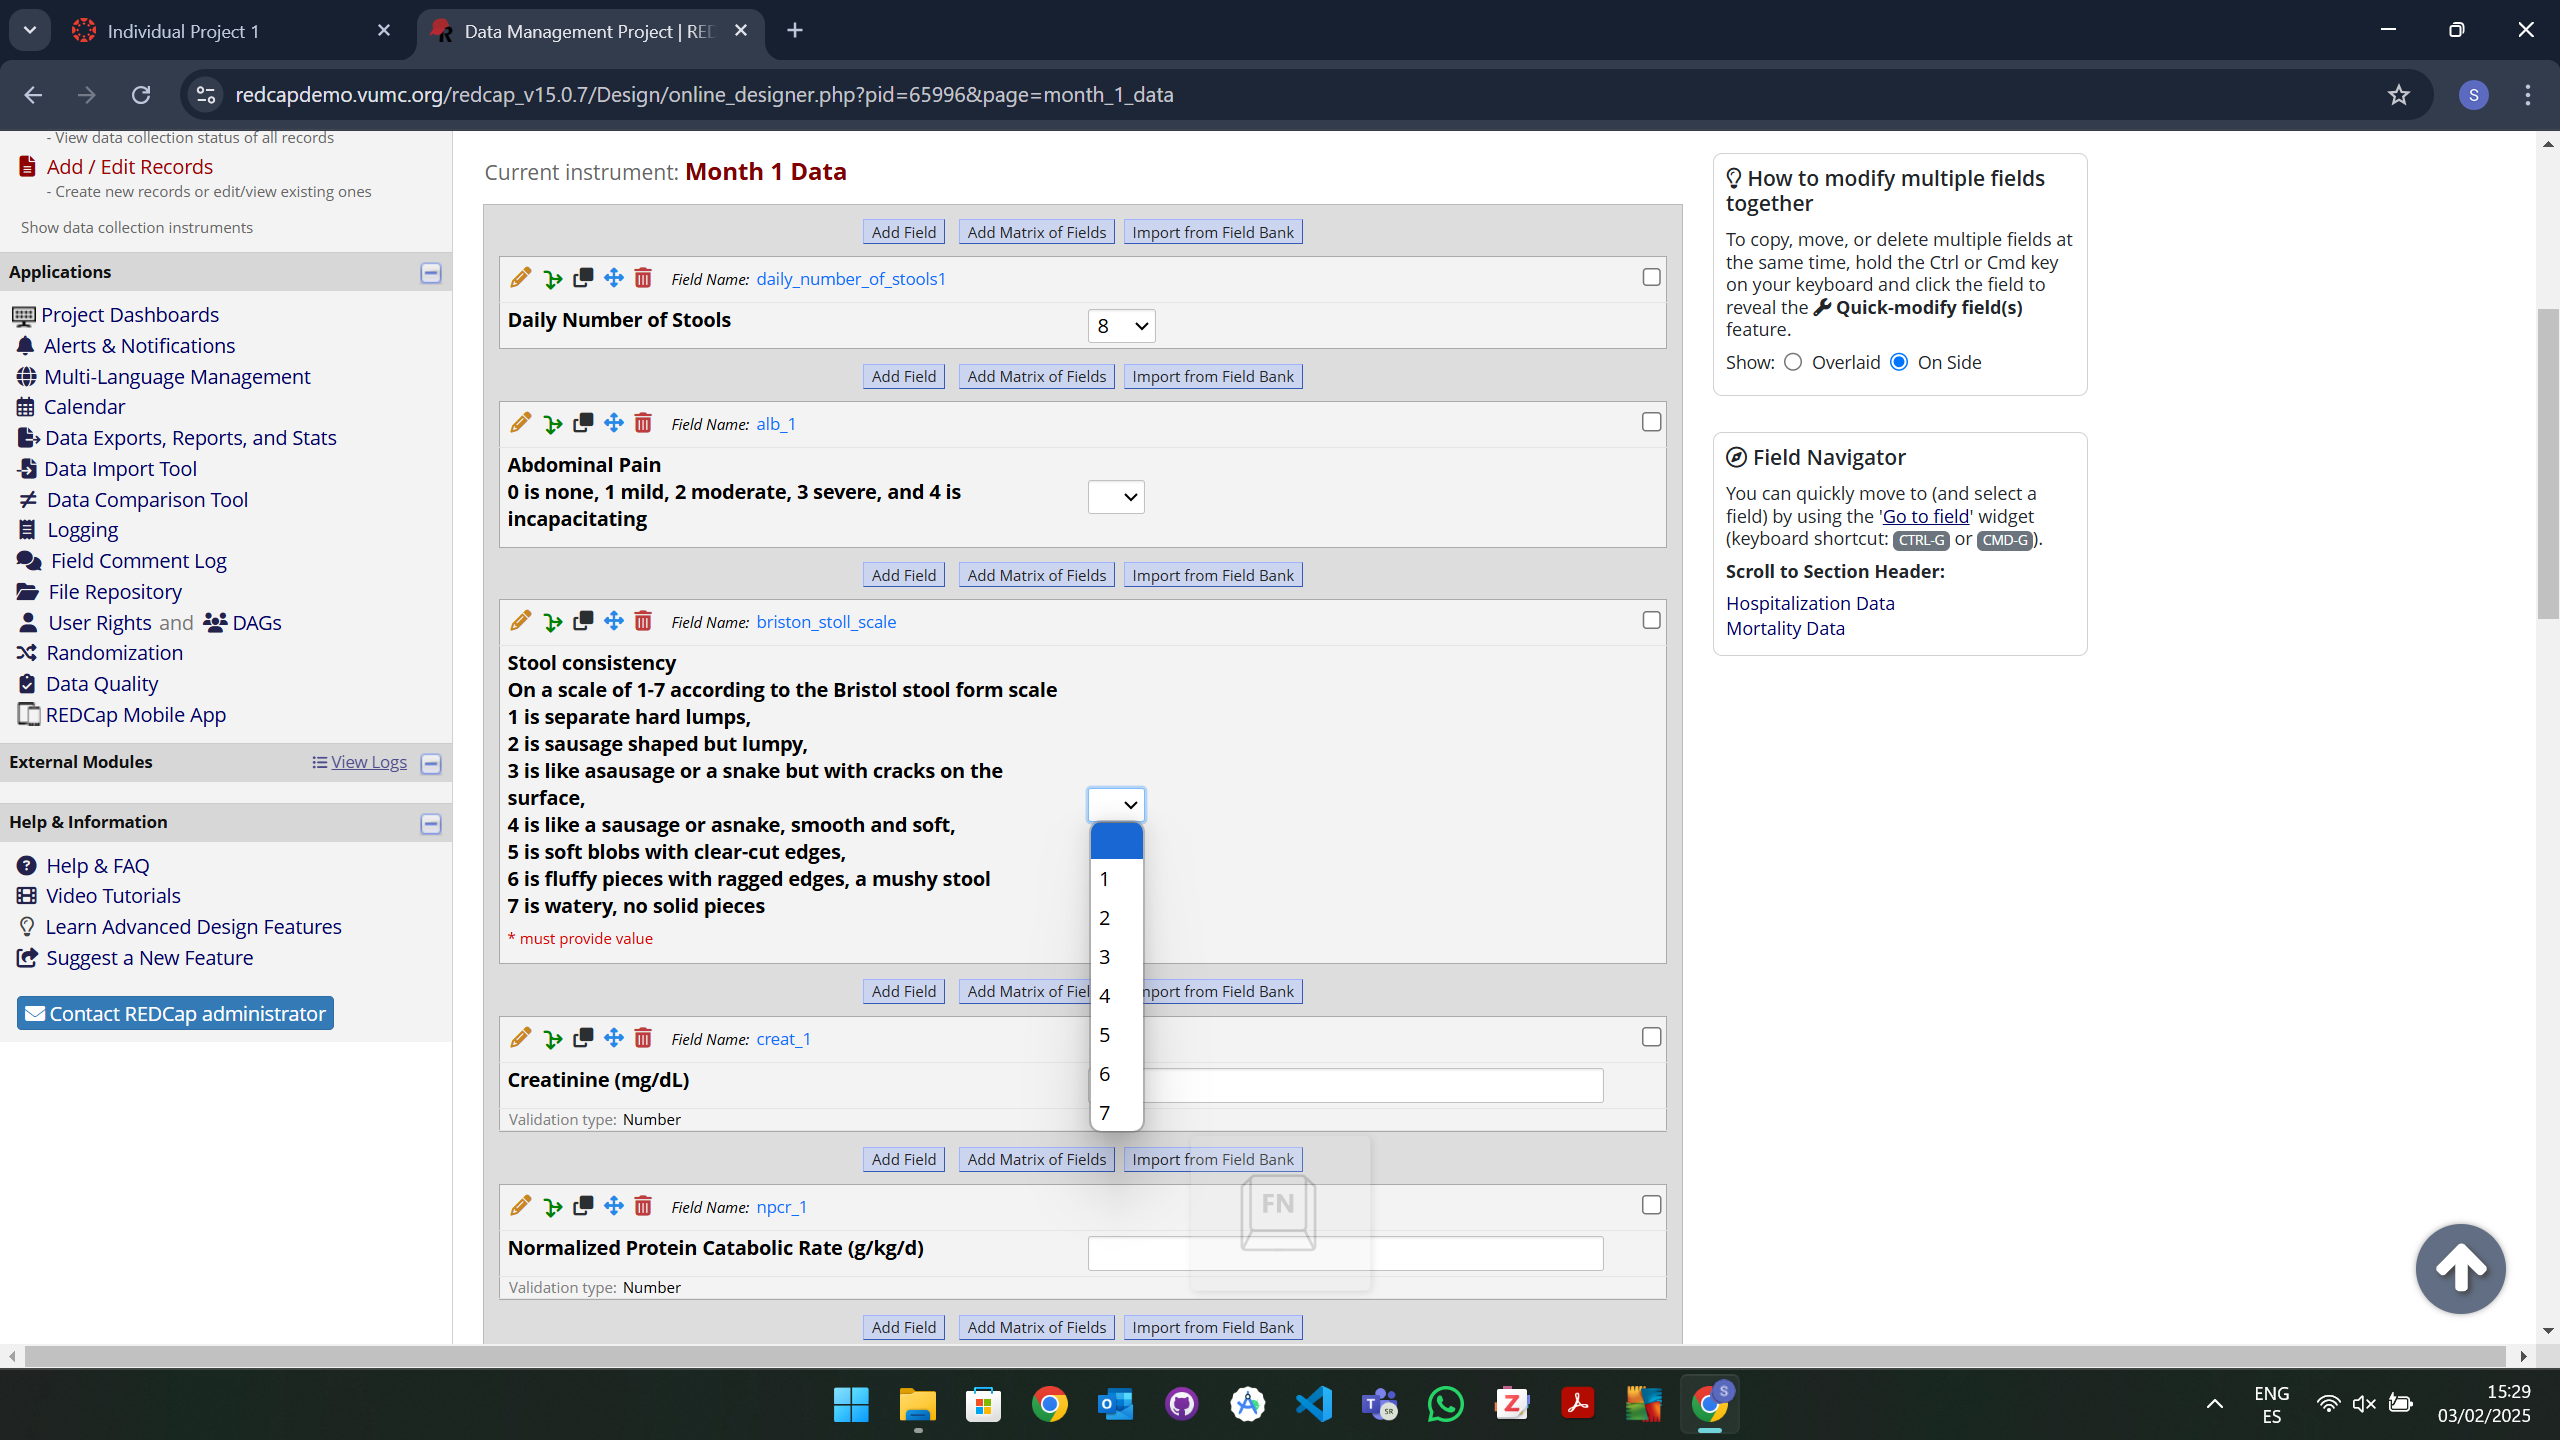 Individual Project 1
Data Management Project | RED
redcapdemo.vumc.org/redcap_v15.0.7/Design/online_designer.php?pid=65996&page=month_1_data
S
- View data collection status of all records
Add / Edit Records
- Create new records or edit/view existing ones
Show data collection instruments
Applications
Project Dashboards
Alerts & Notifications
Multi-Language Management
Calendar
Data Exports, Reports, and Stats
Data Import Tool
Data Comparison Tool
Logging
Field Comment Log
File Repository
User Rights and DAGs
Randomization
Data Quality
REDCap Mobile App
External Modules View Logs
Help & Information
Help & FAQ
Video Tutorials
Learn Advanced Design Features
Suggest a New Feature
Contact REDCap administrator
Current instrument: Month 1 Data
Add Field Add Matrix of Fields Import from Field Bank
Field Name: daily_number_of_stools1
Daily Number of Stools 8
Add Field Add Matrix of Fields Import from Field Bank
Field Name: alb_1
Abdominal Pain
0 is none, 1 mild, 2 moderate, 3 severe, and 4 is
incapacitating
Add Field Add Matrix of Fields Import from Field Bank
Field Name: briston_stoll_scale
Stool consistency
On a scale of 1-7 according to the Bristol stool form scale
1 is separate hard lumps,
2 is sausage shaped but lumpy,
3 is like asausage or a snake but with cracks on the
surface,
4 is like a sausage or asnake, smooth and soft,
5 is soft blobs with clear-cut edges,
6 is fluffy pieces with ragged edges, a mushy stool
7 is watery, no solid pieces
* must provide value
1
2
3
4
5
6
7
Add Field Add Matrix of Fiel mport from Field Bank
Field Name: creat_1
Creatinine (mg/dL)
Validation type: Number
Add Field Add Matrix of Fields Import from Field Bank
Field Name: npcr_1
Normalized Protein Catabolic Rate (g/kg/d)
Validation type: Number
FN
Add Field Add Matrix of Fields Import from Field Bank
How to modify multiple fields
together
To copy, move, or delete multiple fields at
the same time, hold the Ctrl or Cmd key
on your keyboard and click the field to
reveal the Quick-modify field(s)
feature.
Show: Overlaid On Side
Field Navigator
You can quickly move to (and select a
field) by using the 'Go to field' widget
(keyboard shortcut: CTRL-G or CMD-G).
Scroll to Section Header:
Hospitalization Data
Mortality Data
ENG
ES
15:29
03/02/2025